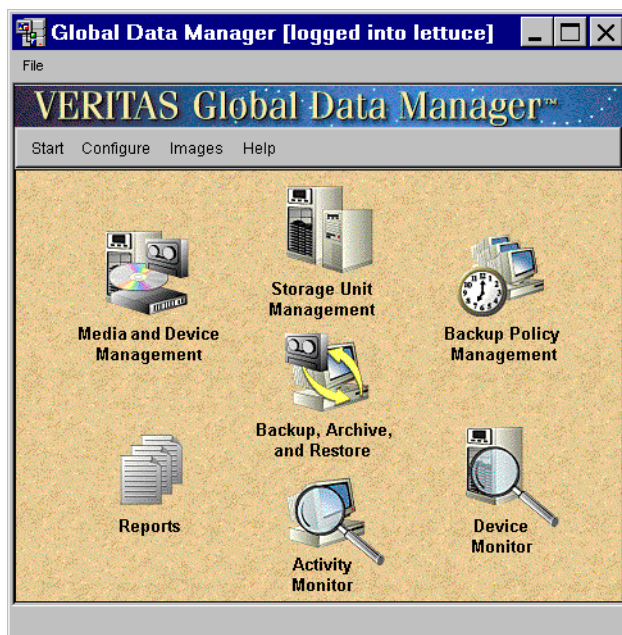 Global Data Manager [logged into lettuce]
File
VERITAS Global Data Manager™
Start Configure Images Help
Storage Unit
Management
Media and Device
Management
Backup Policy
Management
Backup, Archive,
and Restore
Reports
Device
Monitor
Activity
Monitor